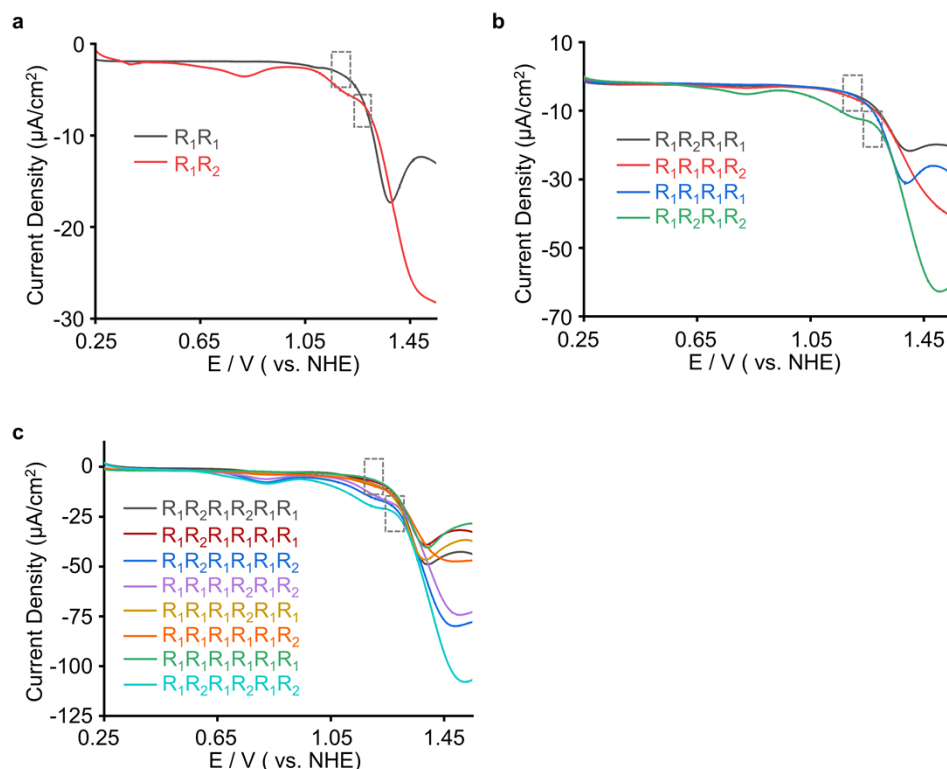 a
0
-10
-20
-30
Current Density (μA/cm²)
R₁R₁
R₁R₂
0.25
0.65
1.05
1.45
E / V ( vs. NHE)
b
10
-10
-30
-50
-70
Current Density (μA/cm²)
R₁R₂R₁R₁
R₁R₁R₁R₂
R₁R₁R₁R₁
R₁R₂R₁R₂
0.25
0.65
1.05
1.45
E / V ( vs. NHE)
c
0
-25
-50
-75
-100
-125
Current Density (μA/cm²)
R₁R₂R₁R₂R₁R₁
R₁R₂R₁R₁R₁R₁
R₁R₂R₁R₁R₁R₂
R₁R₁R₁R₂R₁R₂
R₁R₁R₁R₂R₁R₁
R₁R₁R₁R₁R₁R₂
R₁R₁R₁R₁R₁R₁
R₁R₂R₁R₂R₁R₂
0.25
0.65
1.05
1.45
E / V ( vs. NHE)